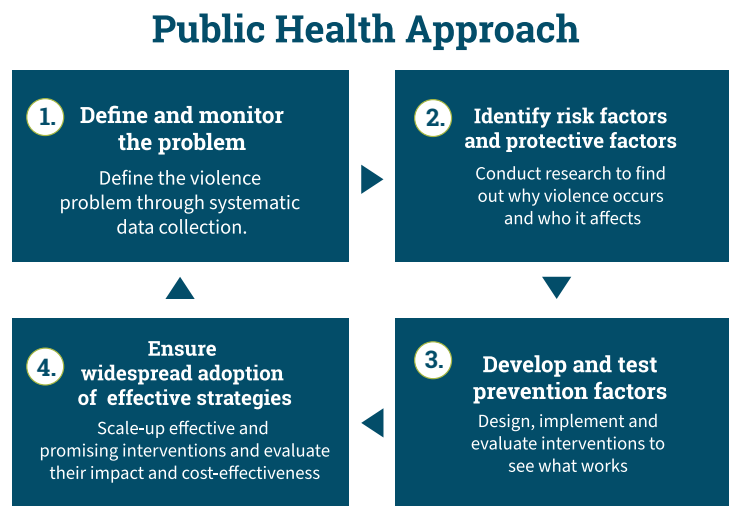 Public Health Approach
1.
Define and monitor
the problem
Define the violence
problem through systematic
data collection.
2.
Identify risk factors
and protective factors
Conduct research to find
out why violence occurs
and who it affects
3.
Develop and test
prevention factors
Design, implement and
evaluate interventions to
see what works
4.
Ensure
widespread adoption
of effective strategies
Scale-up effective and
promising interventions and evaluate
their impact and cost-effectiveness